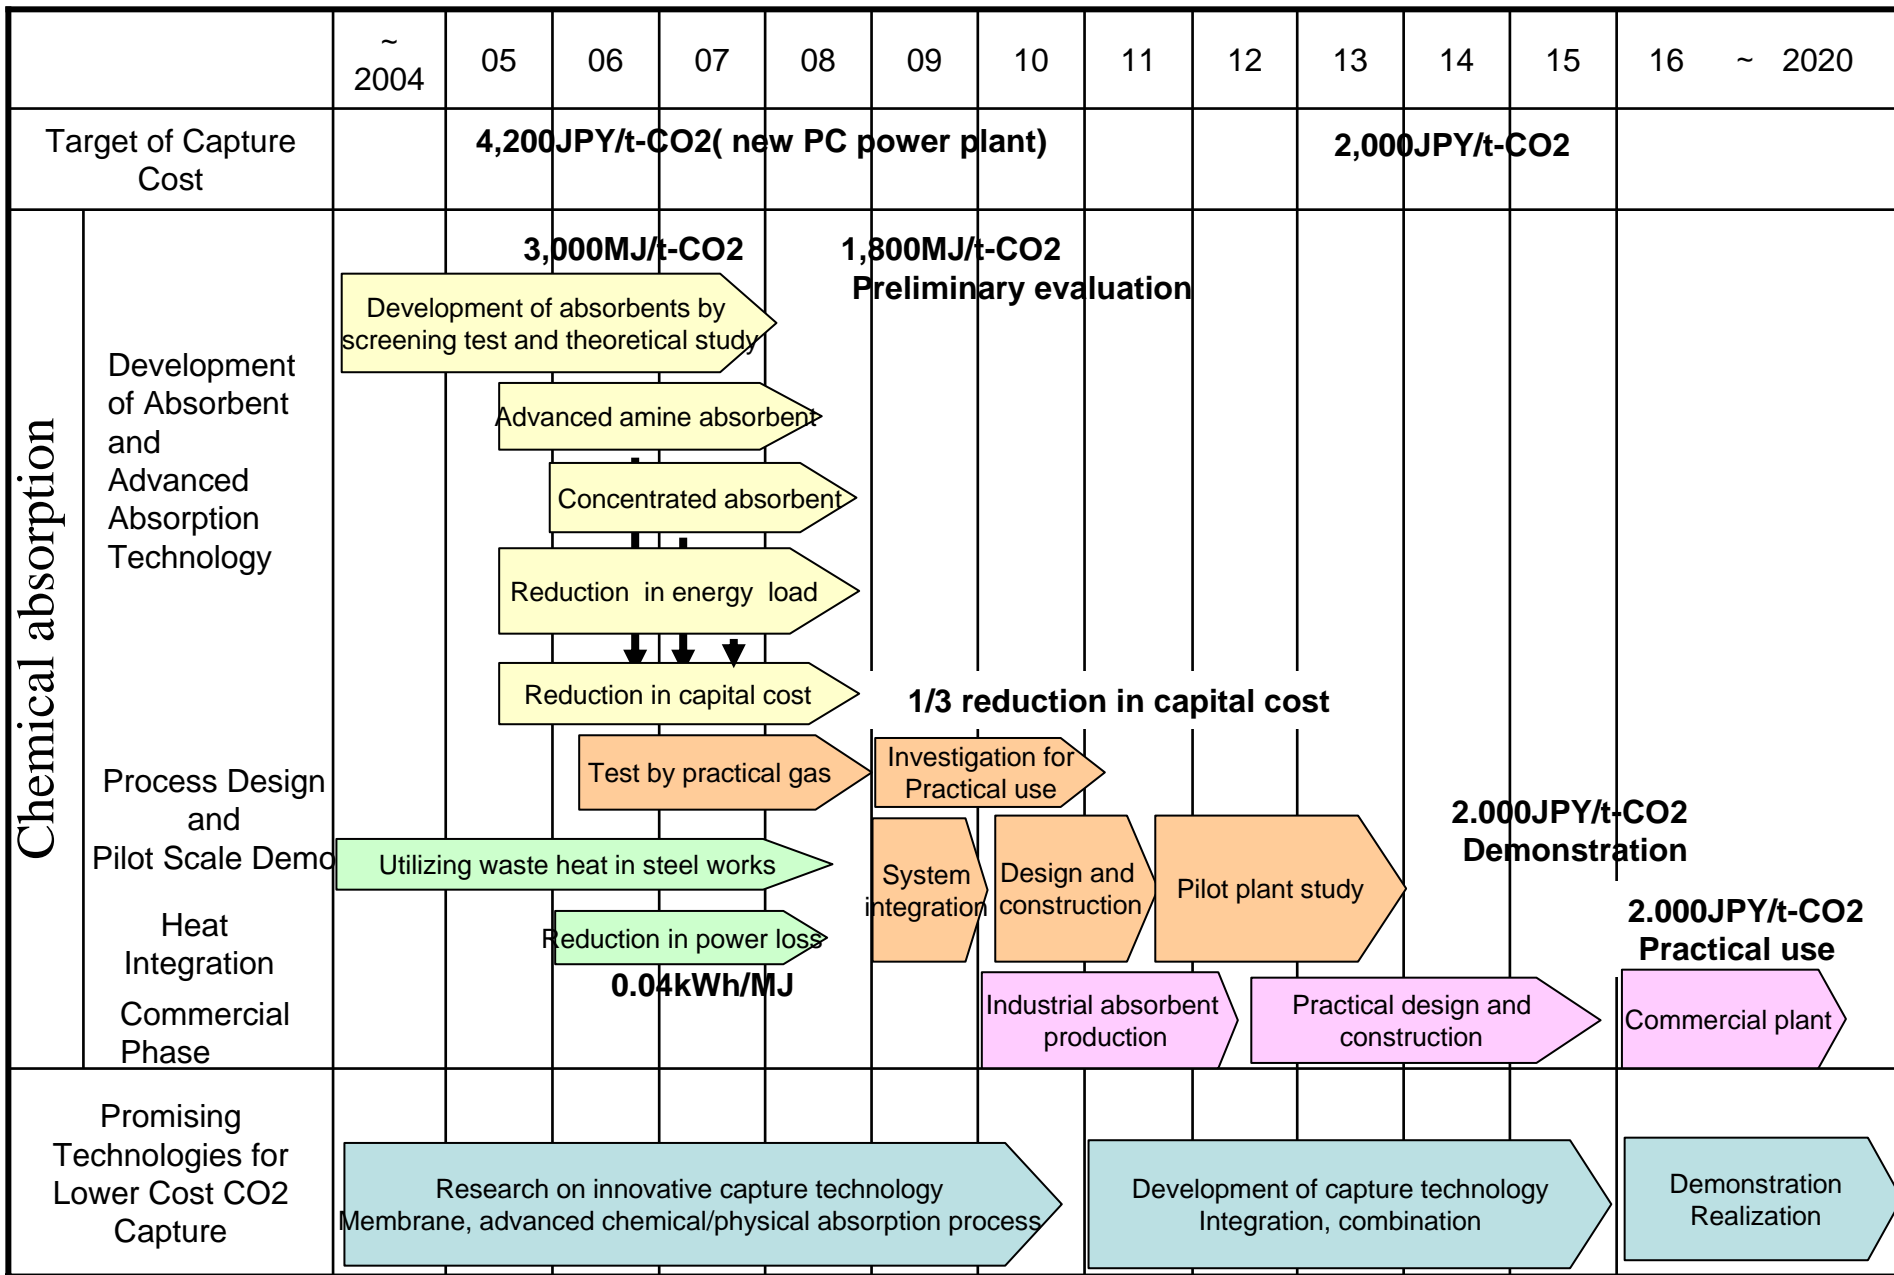 ~
2004
05
06
07
08
09
10
11
12
13
14
15
16 ~ 2020
Target of Capture
Cost
4,200JPY/t-CO2( new PC power plant)
2,000JPY/t-CO2
Chemical absorption
Development
of Absorbent
and
Advanced
Absorption
Technology
3,000MJ/t-CO2
1,800MJ/t-CO2
Preliminary evaluation
Development of absorbents by
screening test and theoretical study
Advanced amine absorbent
Concentrated absorbent
Reduction in energy load
Reduction in capital cost
1/3 reduction in capital cost
Process Design
and
Pilot Scale Demo
Test by practical gas
Investigation for
Practical use
2.000JPY/t-CO2
Demonstration
Utilizing waste heat in steel works
System
integration
Design and
construction
Pilot plant study
Heat
Integration
Reduction in power loss
0.04kWh/MJ
2.000JPY/t-CO2
Practical use
Commercial
Phase
Industrial absorbent
production
Practical design and
construction
Commercial plant
Promising
Technologies for
Lower Cost CO2
Capture
Research on innovative capture technology
Membrane, advanced chemical/physical absorption process
Development of capture technology
Integration, combination
Demonstration
Realization